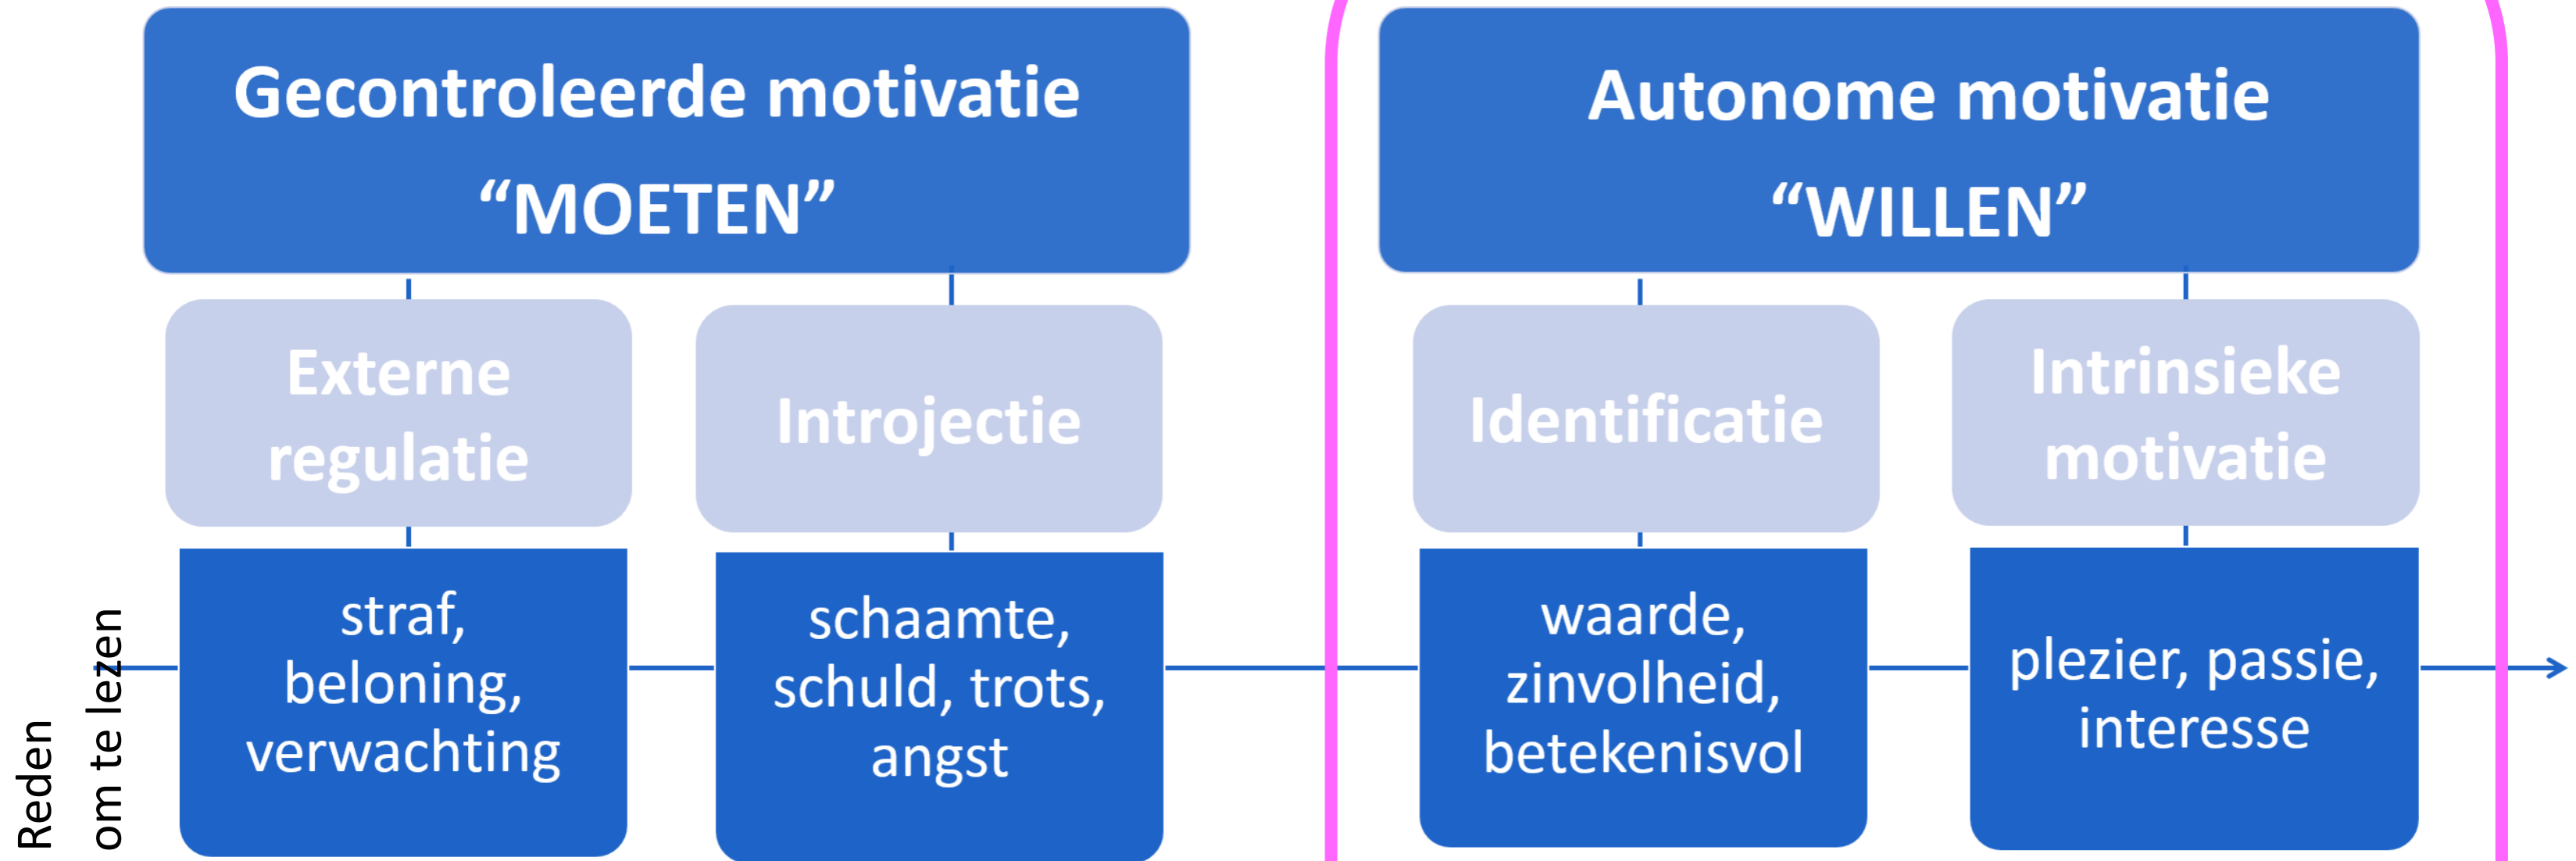 Gecontroleerde motivatie
“MOETEN”
Autonome motivatie
“WILLEN”
Externe
regulatie
Introjectie
Identificatie
Intrinsieke
motivatie
Reden
om te lezen
straf,
beloning,
verwachting
schaamte,
schuld, trots,
angst
waarde,
zinvolheid,
betekenisvol
plezier, passie,
interesse